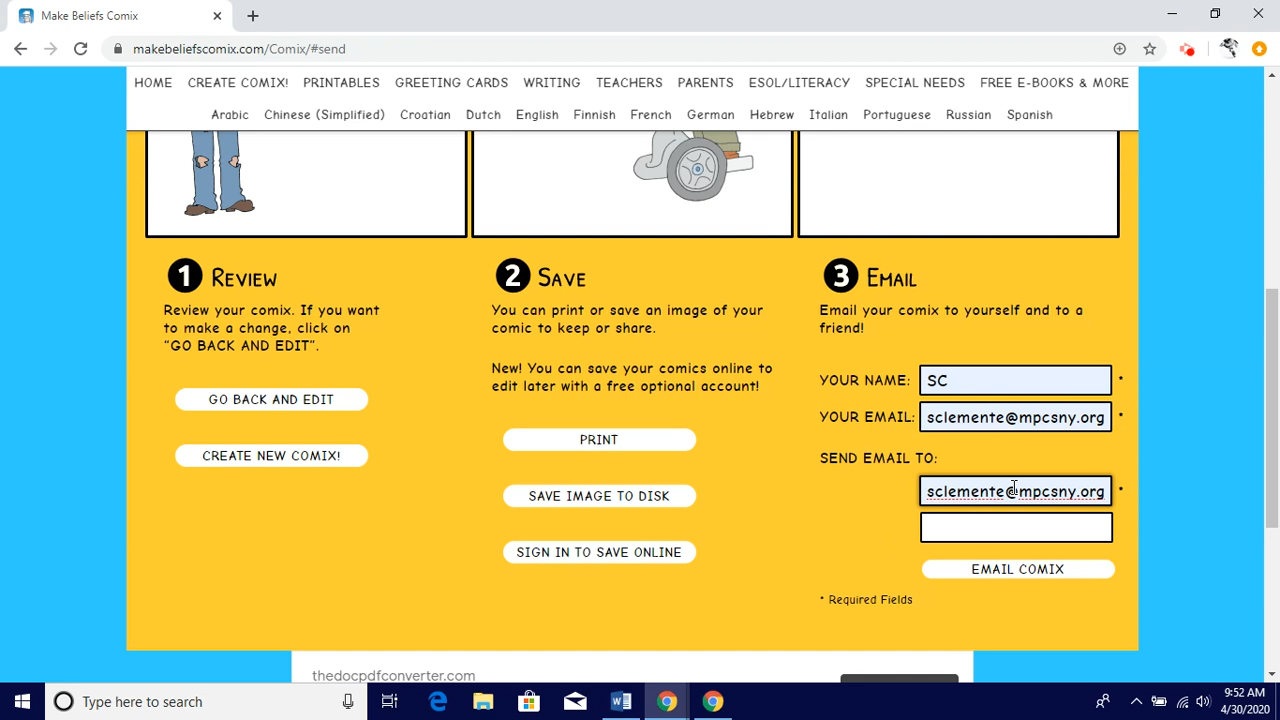 Make Beliefs Comix
makebeliefscomix.com/Comix/#send
HOME CREATE COMIX! PRINTABLES GREETING CARDS WRITING TEACHERS PARENTS ESOL/LITERACY SPECIAL NEEDS FREE E-BOOKS & MORE
Arabic Chinese (Simplified) Croatian Dutch English Finnish French German Hebrew Italian Portuguese Russian Spanish
1 REVIEW
Review your comix. If you want
to make a change, click on
"GO BACK AND EDIT".
GO BACK AND EDIT
CREATE NEW COMIX!
2 SAVE
You can print or save an image of your
comic to keep or share.
New! You can save your comics online to
edit later with a free optional account!
PRINT
SAVE IMAGE TO DISK
SIGN IN TO SAVE ONLINE
3 EMAIL
Email your comix to yourself and to a
friend!
YOUR NAME: SC *
YOUR EMAIL: sclemente@mpcsny.org *
SEND EMAIL TO:
sclemente@mpcsny.org *
EMAIL COMIX
* Required Fields
thedocpdfconverter.com
Type here to search
9:52 AM
4/30/2020